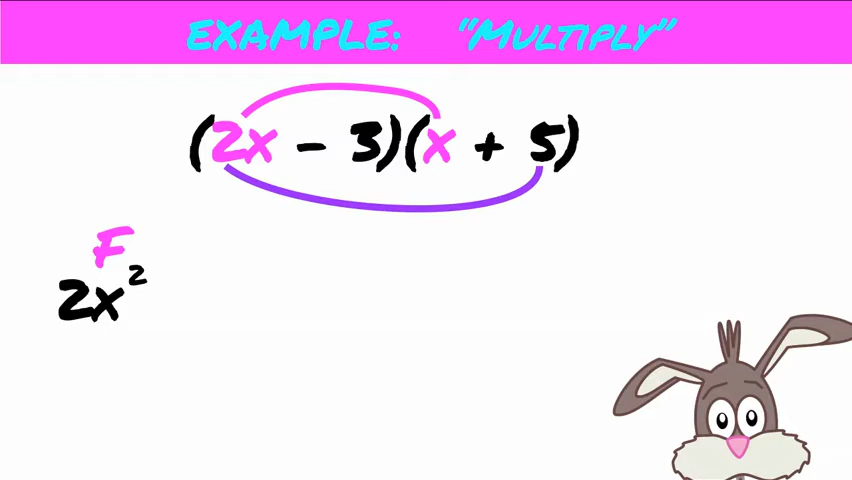 EXAMPLE: “MULTIPLY”
(2x - 3)(x + 5)
F
2x²